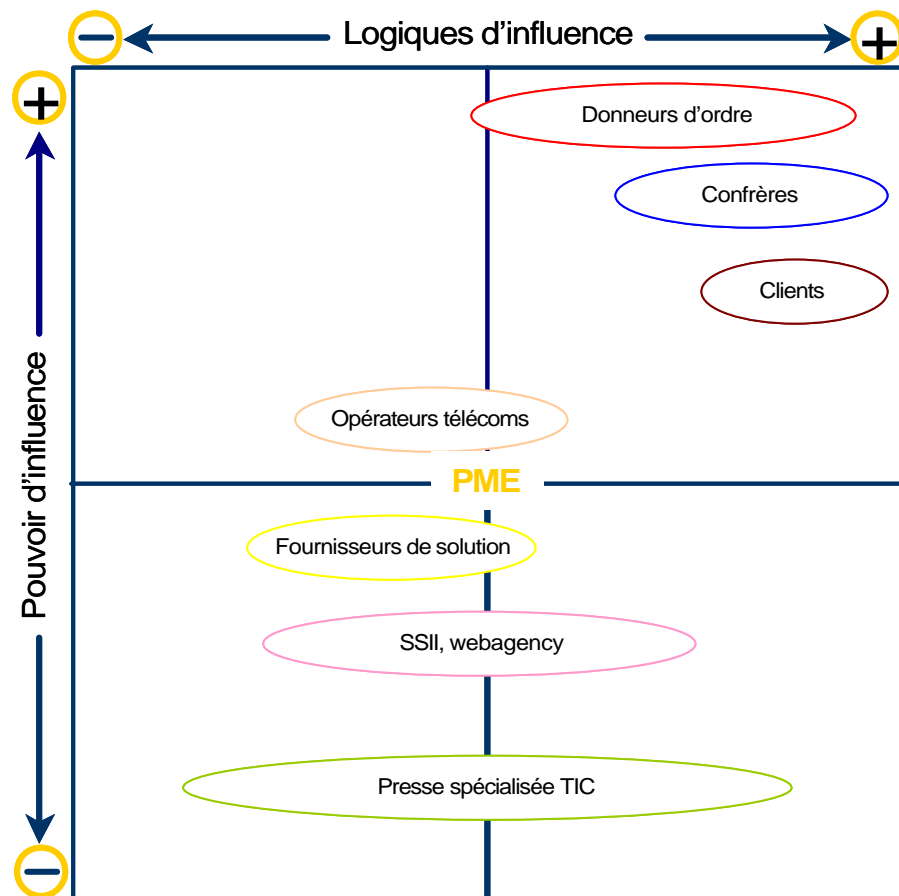 Logiques d'influence
Donneurs d'ordre
Confrères
Clients
Opérateurs télécoms
PME
Pouvoir d'influence
Fournisseurs de solution
SSII, webagency
Presse spécialisée TIC